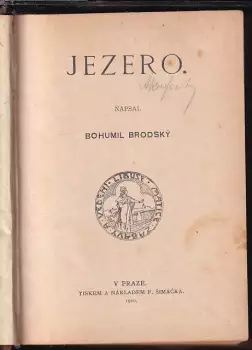 JEZERO.
NAPSAL
BOHUMIL BRODSKÝ
V PRAZE.
TISKEM A NÁKLADEM F. ŠIMÁČKA.